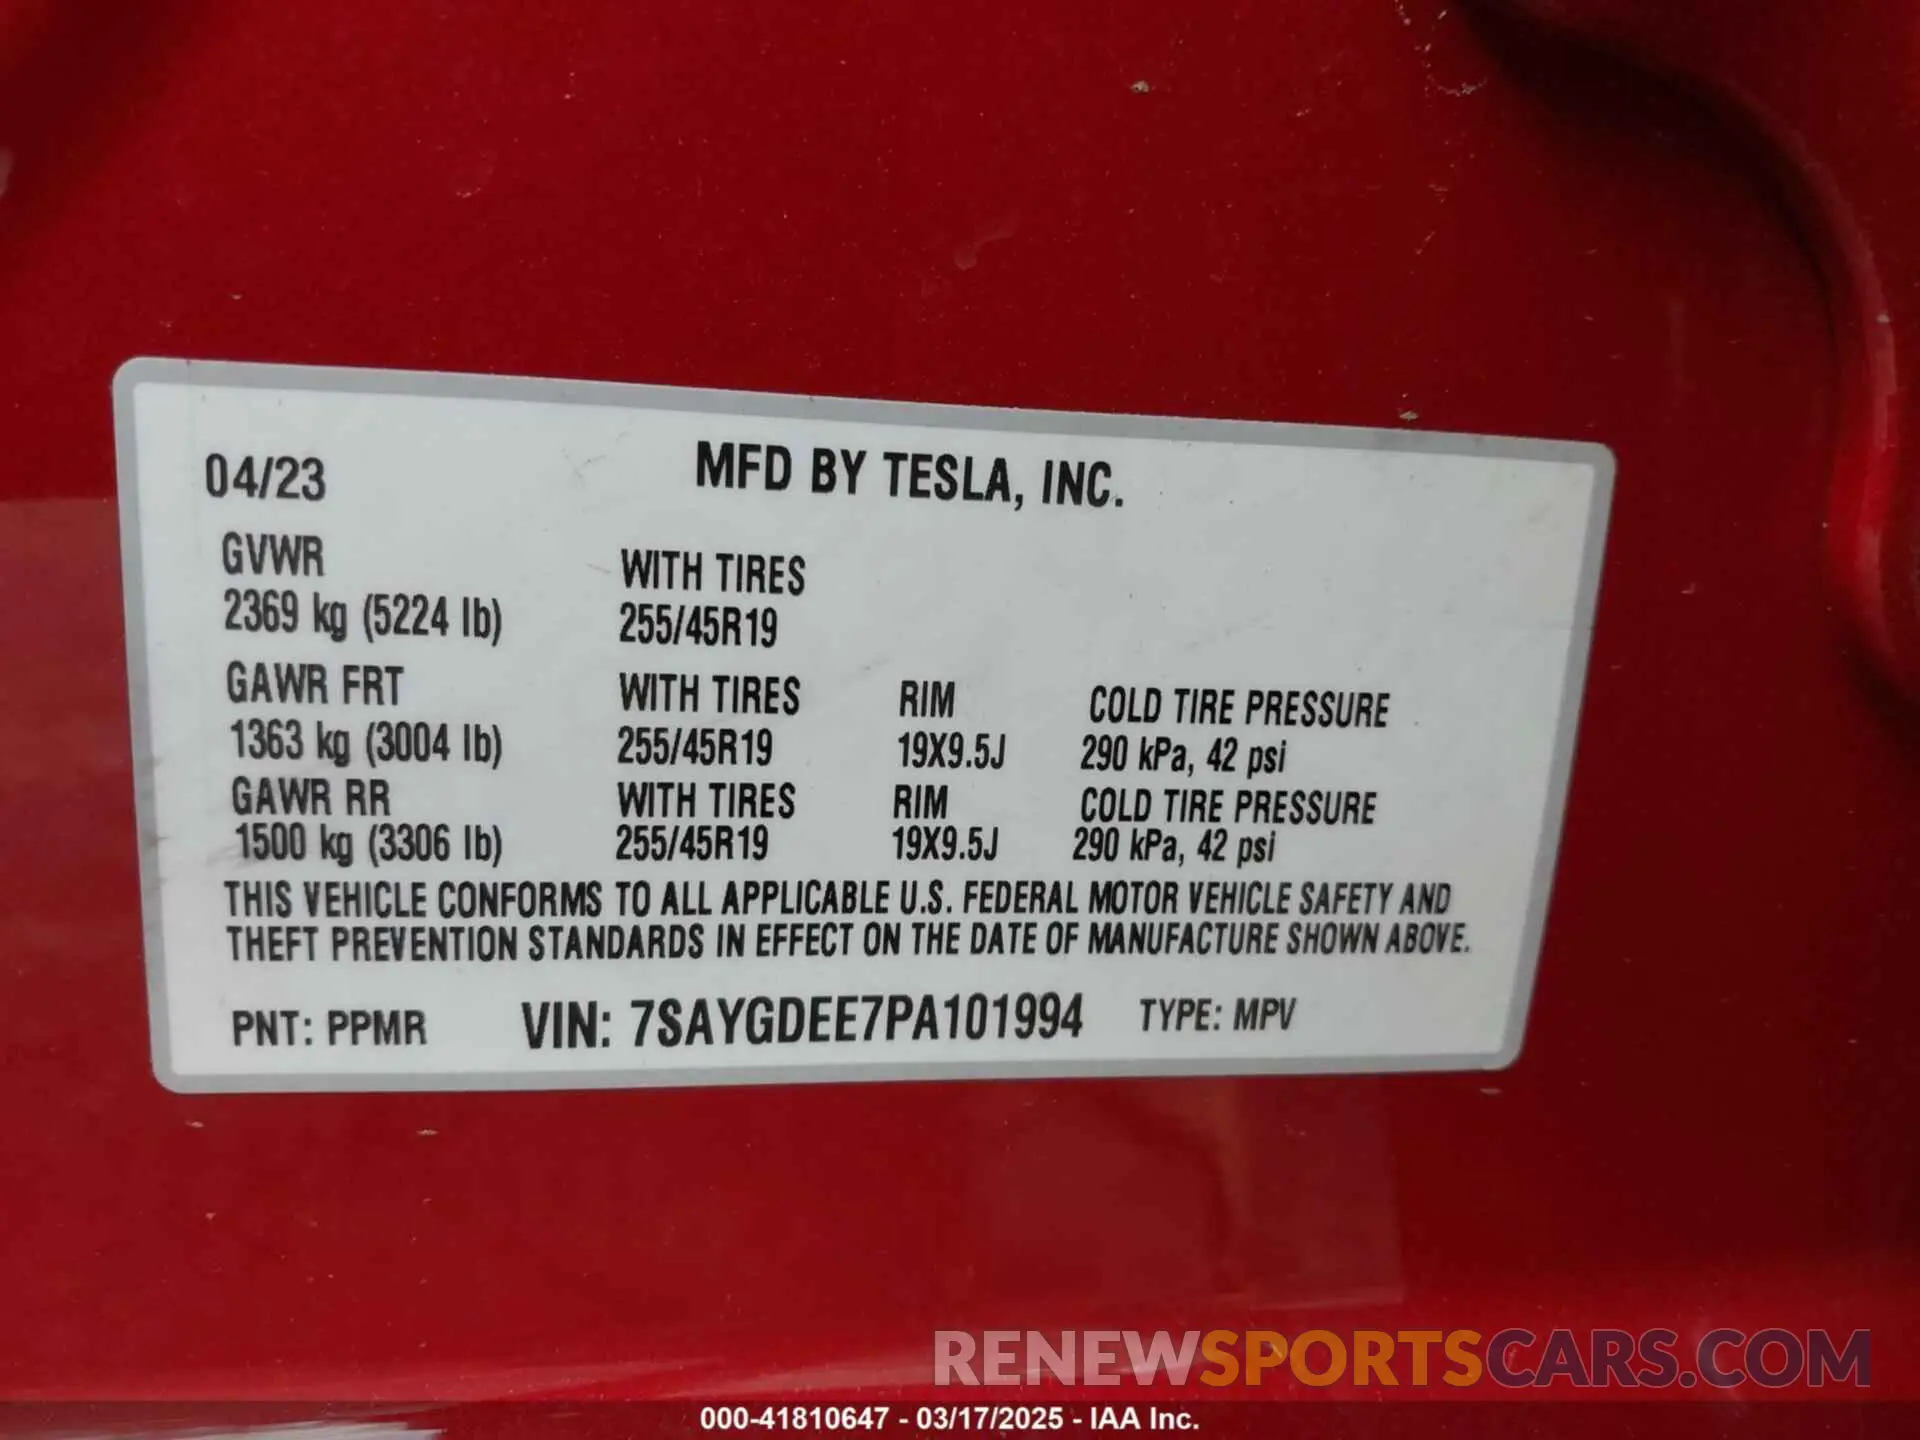 04/23 MFD BY TESLA, INC.
GVWR WITH TIRES
2369 kg (5224 lb) 255/45R19
GAWR FRT WITH TIRES RIM COLD TIRE PRESSURE
1363 kg (3004 lb) 255/45R19 19X9.5J 290 kPa, 42 psi
GAWR RR WITH TIRES RIM COLD TIRE PRESSURE
1500 kg (3306 lb) 255/45R19 19X9.5J 290 kPa, 42 psi
THIS VEHICLE CONFORMS TO ALL APPLICABLE U.S. FEDERAL MOTOR VEHICLE SAFETY AND
THEFT PREVENTION STANDARDS IN EFFECT ON THE DATE OF MANUFACTURE SHOWN ABOVE.
PNT: PPMR VIN: 7SAYGDEE7PA101994 TYPE: MPV
RENEWSPORTSCARS.COM
000-41810647 - 03/17/2025 - IAA Inc.